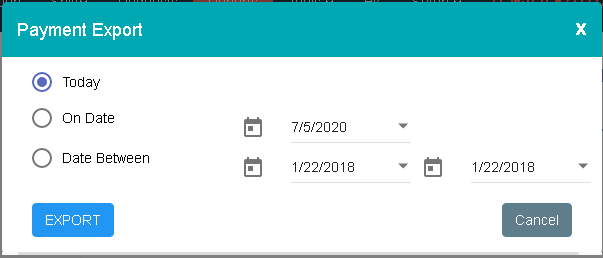 Payment Export X
Today
On Date 7/5/2020
Date Between 1/22/2018 1/22/2018
EXPORT Cancel